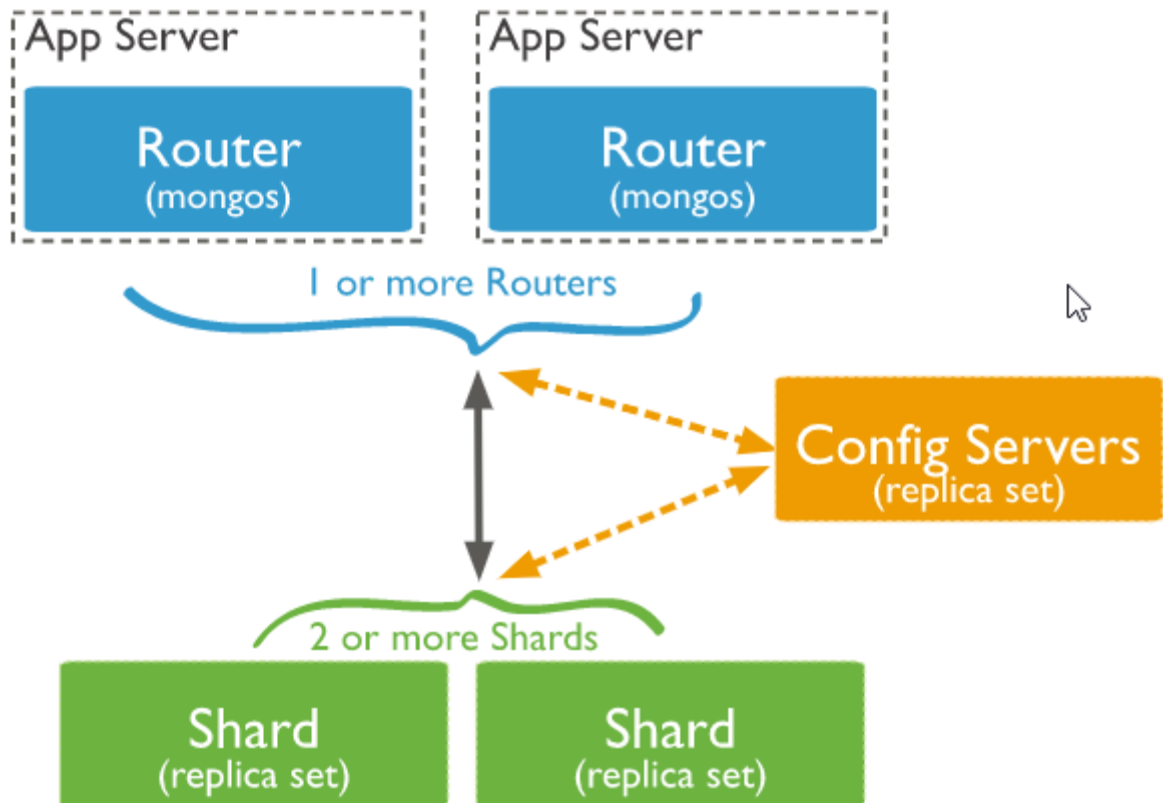 App Server
Router
(mongos)
App Server
Router
(mongos)
1 or more Routers
Config Servers
(replica set)
2 or more Shards
Shard
(replica set)
Shard
(replica set)